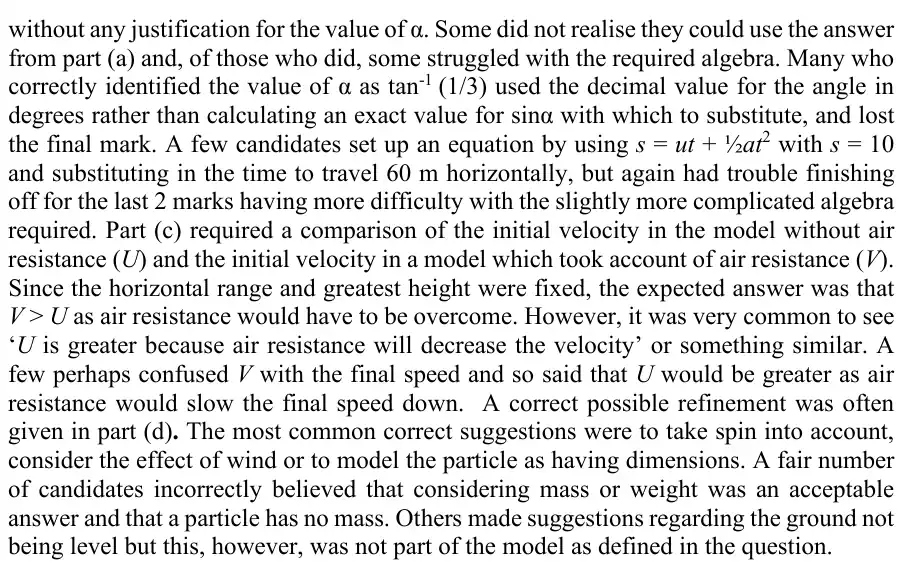 without any justification for the value of α. Some did not realise they could use the answer
from part (a) and, of those who did, some struggled with the required algebra. Many who
correctly identified the value of α as tan⁻¹ (1/3) used the decimal value for the angle in
degrees rather than calculating an exact value for sinα with which to substitute, and lost
the final mark. A few candidates set up an equation by using s = ut + ½at² with s = 10
and substituting in the time to travel 60 m horizontally, but again had trouble finishing
off for the last 2 marks having more difficulty with the slightly more complicated algebra
required. Part (c) required a comparison of the initial velocity in the model without air
resistance (U) and the initial velocity in a model which took account of air resistance (V).
Since the horizontal range and greatest height were fixed, the expected answer was that
V > U as air resistance would have to be overcome. However, it was very common to see
‘U is greater because air resistance will decrease the velocity’ or something similar. A
few perhaps confused V with the final speed and so said that U would be greater as air
resistance would slow the final speed down.  A correct possible refinement was often
given in part (d). The most common correct suggestions were to take spin into account,
consider the effect of wind or to model the particle as having dimensions. A fair number
of candidates incorrectly believed that considering mass or weight was an acceptable
answer and that a particle has no mass. Others made suggestions regarding the ground not
being level but this, however, was not part of the model as defined in the question.